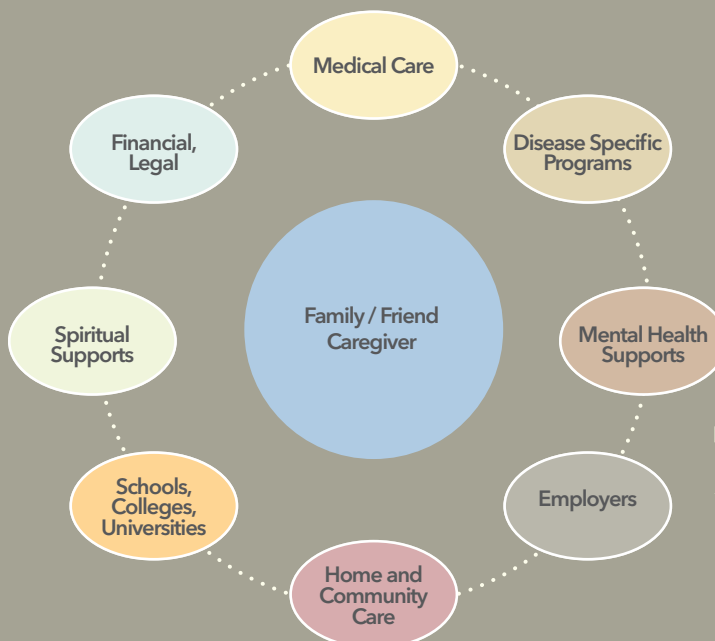 Medical Care
Disease Specific
Programs
Mental Health
Supports
Employers
Home and
Community
Care
Schools,
Colleges,
Universities
Spiritual
Supports
Financial,
Legal
Family / Friend
Caregiver